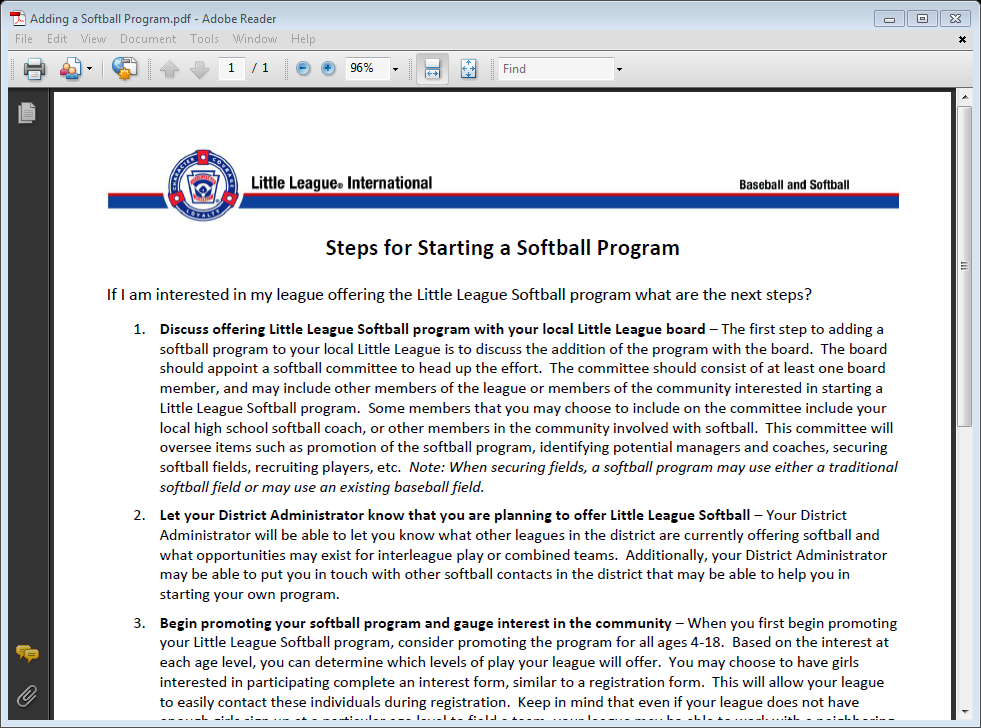 Adding a Softball Program.pdf - Adobe Reader
File Edit View Document Tools Window Help
1 / 1 96% Find
CHARACTER COURAGE
LOYALTY
Little League® International
Baseball and Softball
Steps for Starting a Softball Program
If I am interested in my league offering the Little League Softball program what are the next steps?
1. Discuss offering Little League Softball program with your local Little League board – The first step to adding a
softball program to your local Little League is to discuss the addition of the program with the board. The board
should appoint a softball committee to head up the effort. The committee should consist of at least one board
member, and may include other members of the league or members of the community interested in starting a
Little League Softball program. Some members that you may choose to include on the committee include your
local high school softball coach, or other members in the community involved with softball. This committee will
oversee items such as promotion of the softball program, identifying potential managers and coaches, securing
softball fields, recruiting players, etc. Note: When securing fields, a softball program may use either a traditional
softball field or may use an existing baseball field.
2. Let your District Administrator know that you are planning to offer Little League Softball – Your District
Administrator will be able to let you know what other leagues in the district are currently offering softball and
what opportunities may exist for interleague play or combined teams. Additionally, your District Administrator
may be able to put you in touch with other softball contacts in the district that may be able to help you in
starting your own program.
3. Begin promoting your softball program and gauge interest in the community – When you first begin promoting
your Little League Softball program, consider promoting the program for all ages 4-18. Based on the interest at
each age level, you can determine which levels of play your league will offer. You may choose to have girls
interested in participating complete an interest form, similar to a registration form. This will allow your league
to easily contact these individuals during registration. Keep in mind that even if your league does not have